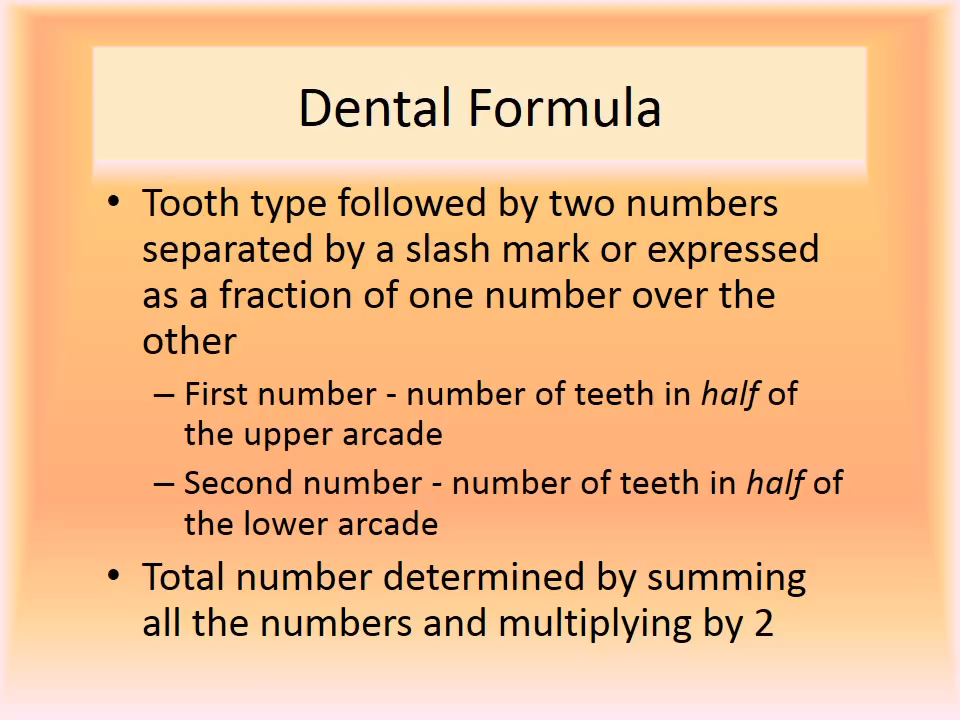 Dental Formula
• Tooth type followed by two numbers
separated by a slash mark or expressed
as a fraction of one number over the
other
– First number - number of teeth in half of
the upper arcade
– Second number - number of teeth in half of
the lower arcade
• Total number determined by summing
all the numbers and multiplying by 2